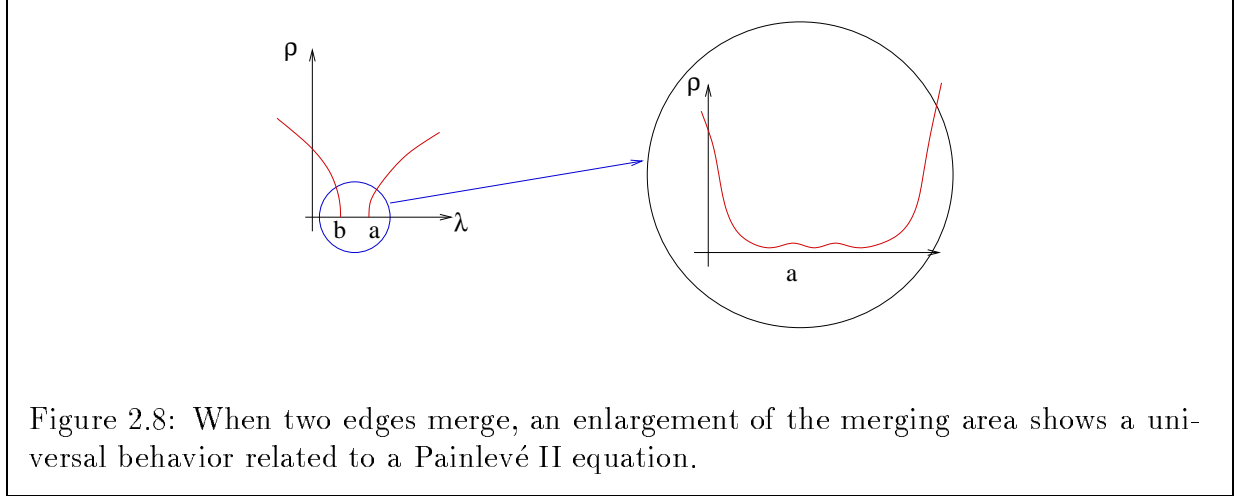 ρ
b
a
λ
ρ
a
Figure 2.8: When two edges merge, an enlargement of the merging area shows a uni-
versal behavior related to a Painlevé II equation.